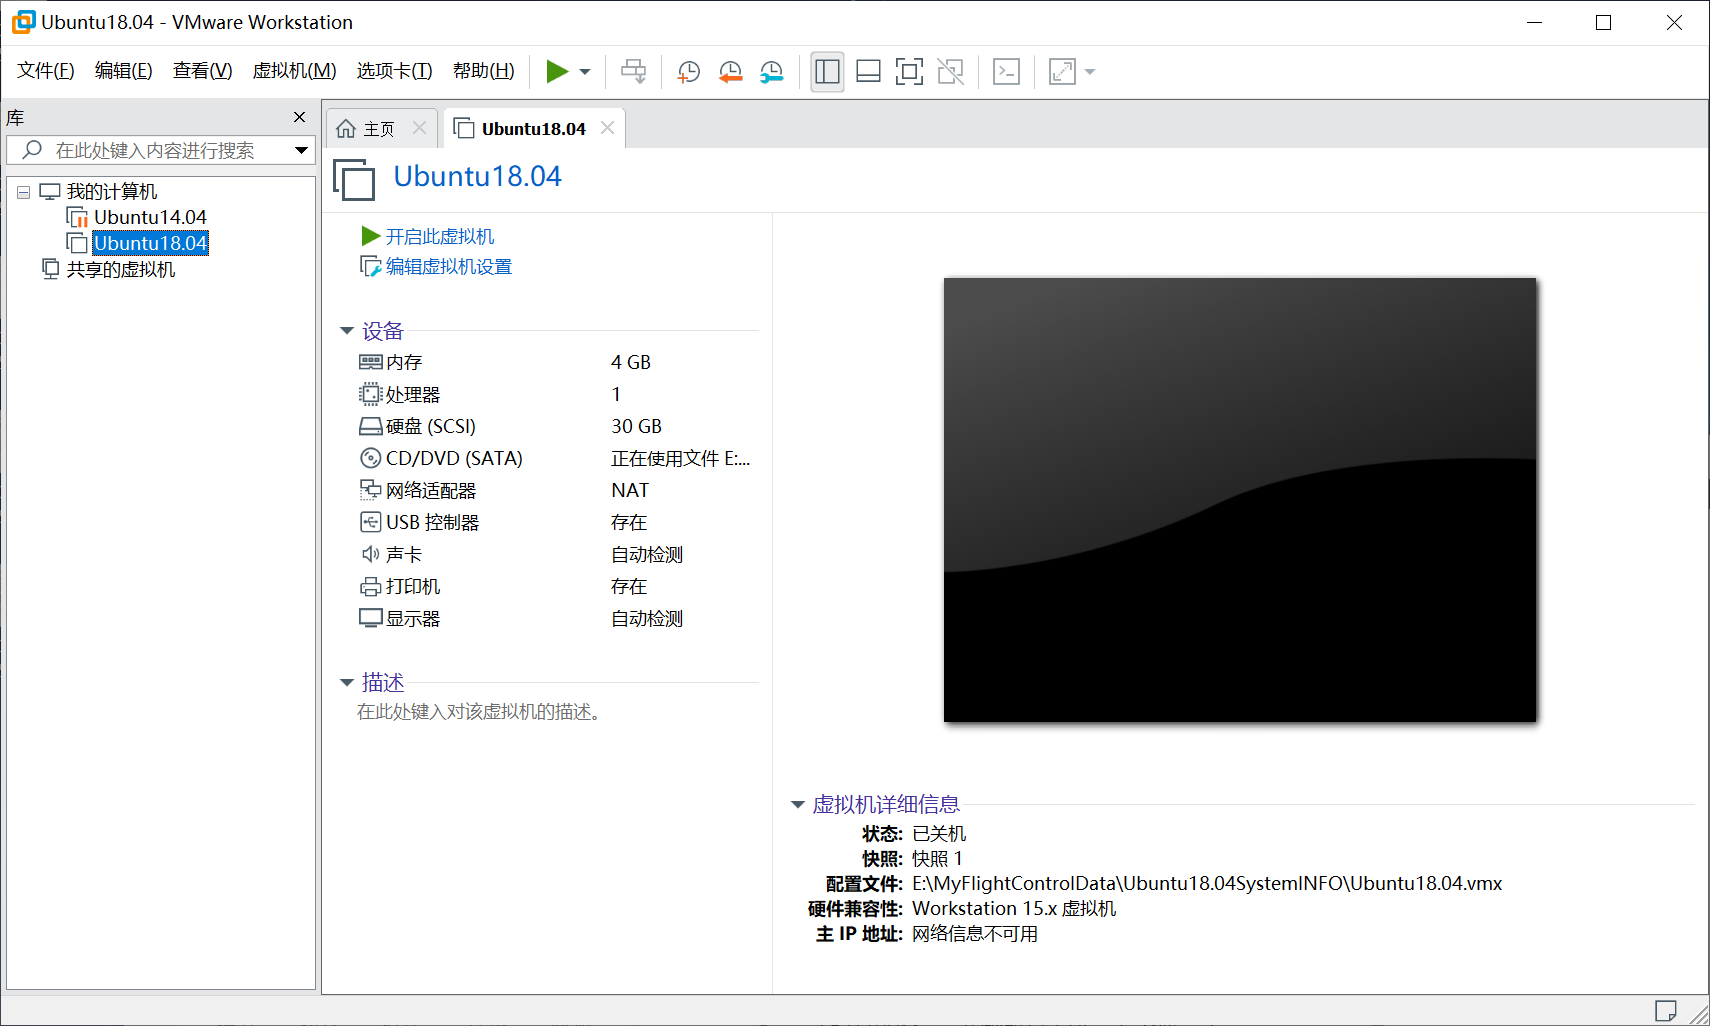 Ubuntu18.04 - VMware Workstation
文件(F) 编辑(E) 查看(V) 虚拟机(M) 选项卡(T) 帮助(H)
库
在此处键入内容进行搜索
我的计算机
Ubuntu14.04
Ubuntu18.04
共享的虚拟机
主页 Ubuntu18.04
Ubuntu18.04
开启此虚拟机
编辑虚拟机设置
设备
内存 4 GB
处理器 1
硬盘 (SCSI) 30 GB
CD/DVD (SATA) 正在使用文件 E:...
网络适配器 NAT
USB 控制器 存在
声卡 自动检测
打印机 存在
显示器 自动检测
描述
在此处键入对该虚拟机的描述。
虚拟机详细信息
状态: 已关机
快照: 快照 1
配置文件: E:\MyFlightControlData\Ubuntu18.04SystemINFO\Ubuntu18.04.vmx
硬件兼容性: Workstation 15.x 虚拟机
主 IP 地址: 网络信息不可用